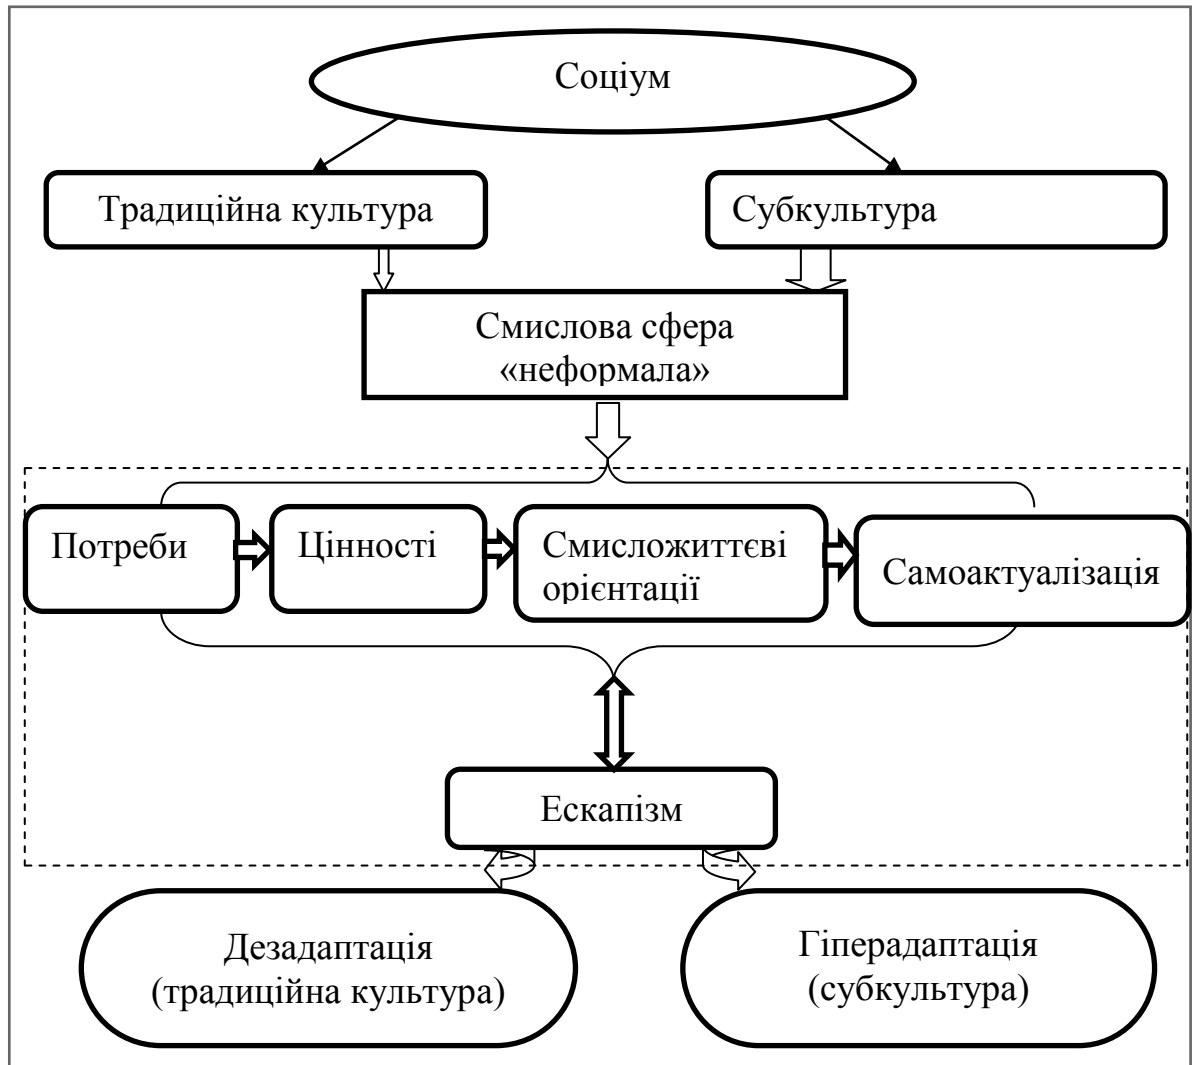 Соціум
Традиційна культура
Субкультура
Смислова сфера
«неформала»
Потреби
Цінності
Смисложиттєві
орієнтації
Самоактуалізація
Ескапізм
Дезадаптація
(традиційна культура)
Гіперадаптація
(субкультура)